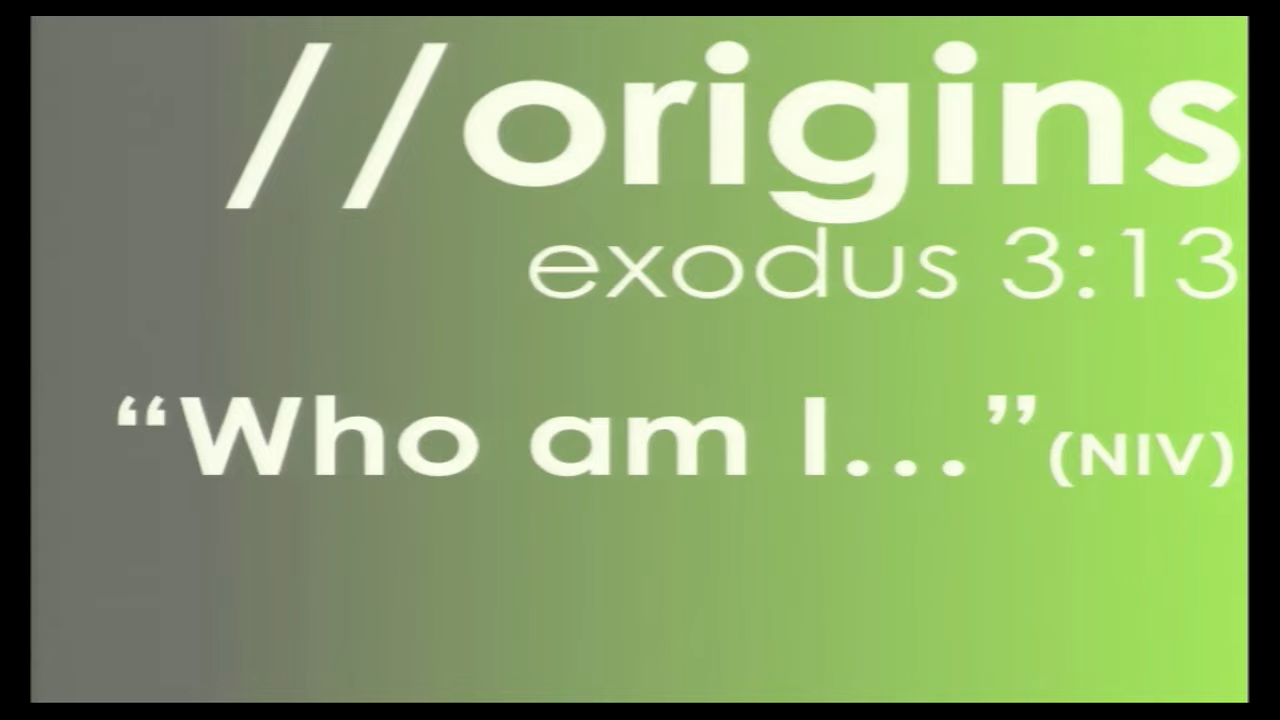 //origins
exodus 3:13
“Who am I...”(NIV)